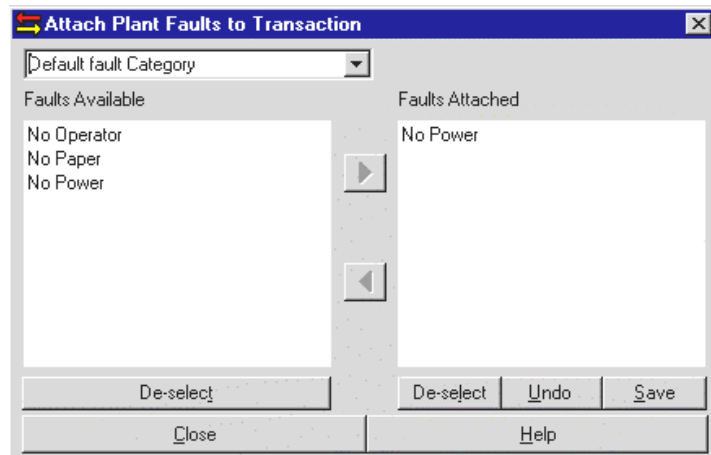 Attach Plant Faults to Transaction
Default fault Category
Faults Available
Faults Attached
No Operator
No Paper
No Power
No Power
De-select
De-select
Undo
Save
Close
Help